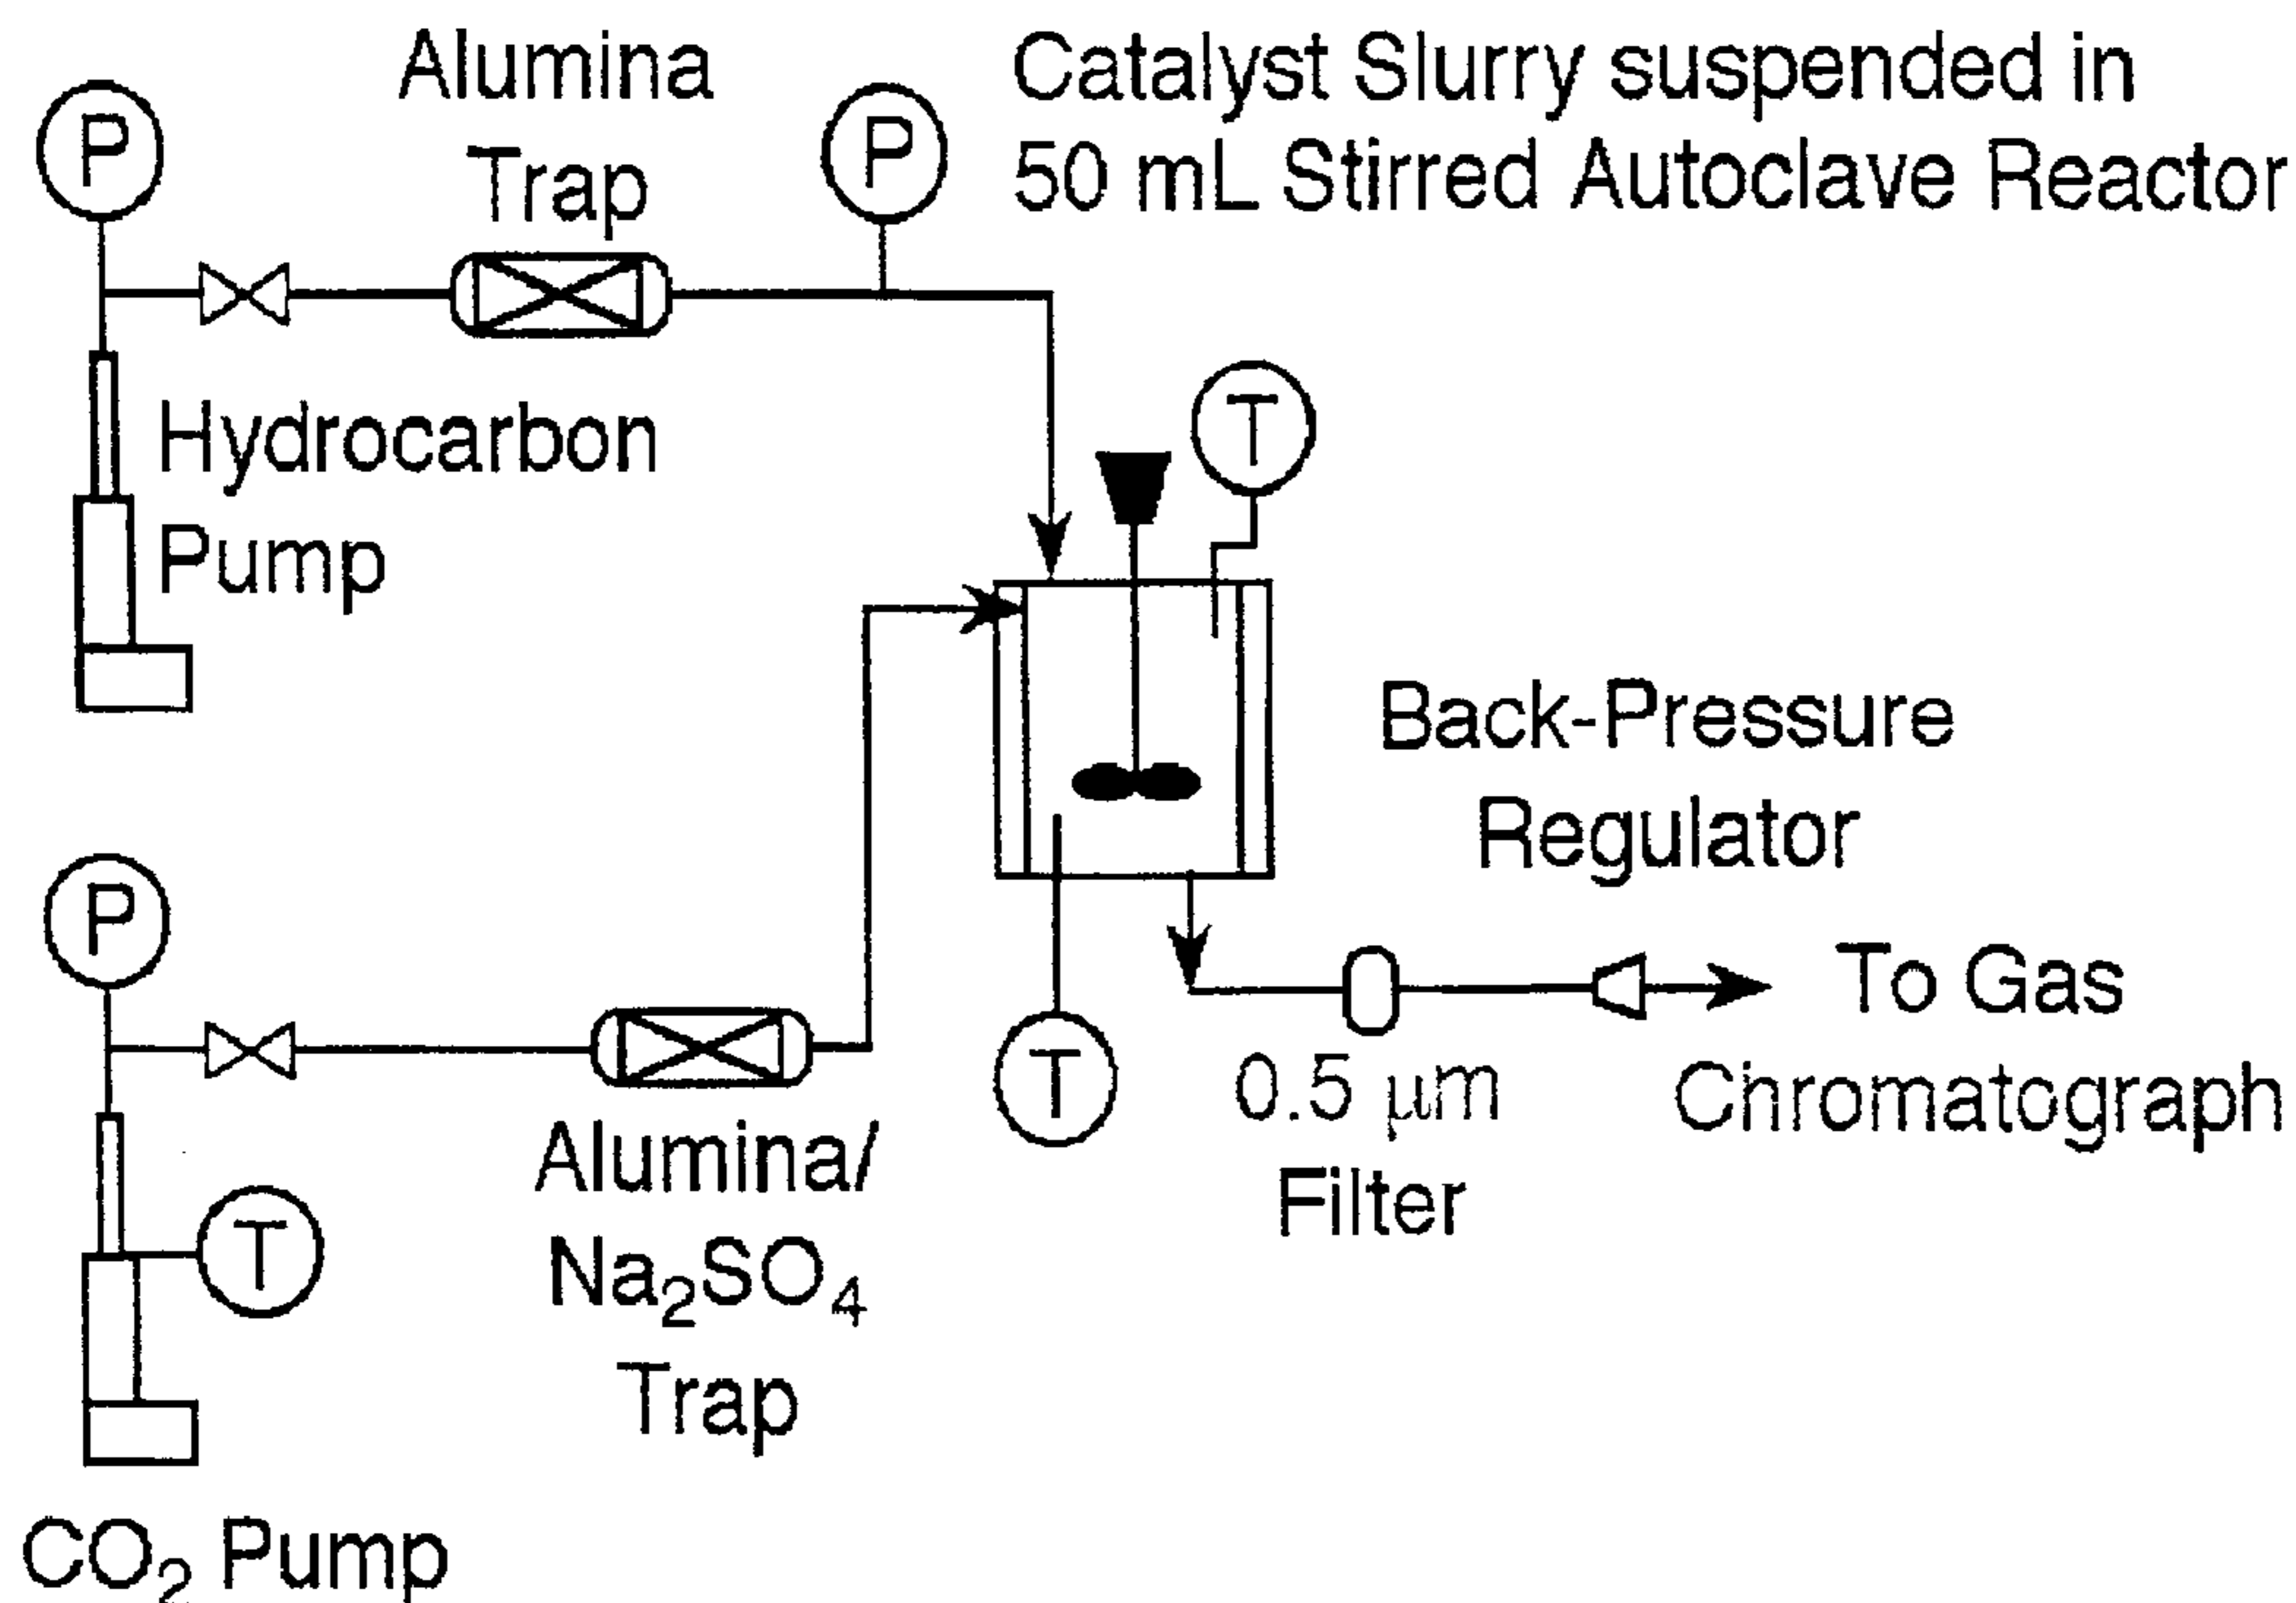 P
Alumina
Trap
P
Catalyst Slurry suspended in
50 mL Stirred Autoclave Reactor
Hydrocarbon
Pump
T
Back-Pressure
Regulator
P
To Gas
Chromatograph
T
0.5 μm
Filter
Alumina/
Na₂SO₄
Trap
T
CO₂ Pump